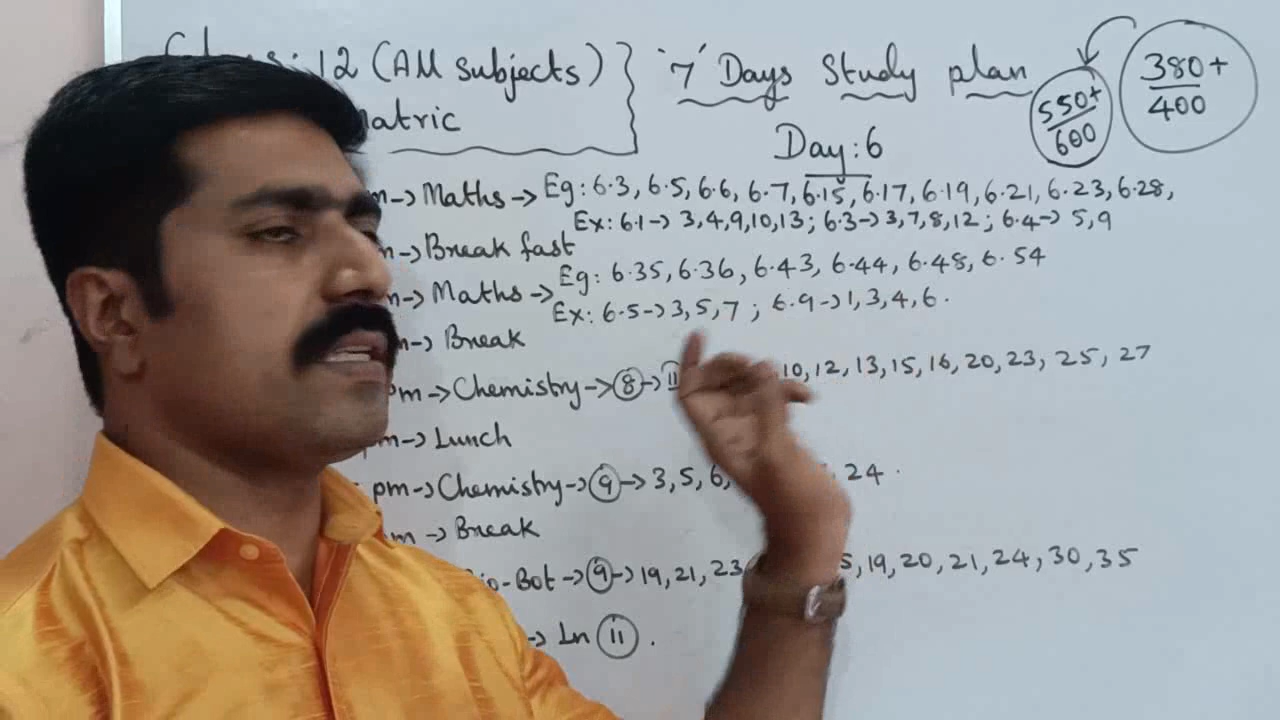 12 (All subjects)
'7' Days Study plan
550+
600
380+
400
Day:6
→ Maths → Eg: 6.3, 6.5, 6.6, 6.7, 6.15, 6.17, 6.19, 6.21, 6.23, 6.28,
Ex: 6.1→ 3,4,9,10,13; 6.3→3,7,8,12; 6.4→ 5,9
→ Break fast
→ Maths → Eg: 6.35, 6.36, 6.43, 6.44, 6.48, 6.54
Ex: 6.5→3,5,7 ; 6.9→1,3,4,6.
→ Break
pm → Chemistry → 8 → 10, 12, 13, 15, 16, 20, 23, 25, 27
pm → Lunch
pm → Chemistry → 9 → 3, 5, 6, 24.
→ Break
Bot → 9 → 19, 21, 23 19, 20, 21, 24, 30, 35
→ Ln 11.